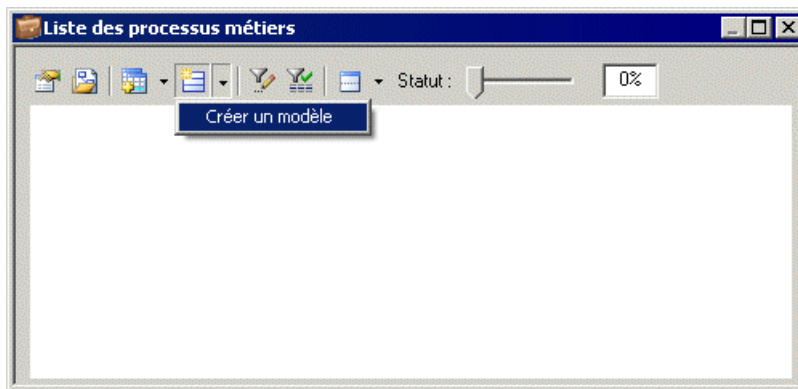 Liste des processus métiers
Statut : 0%
Créer un modèle